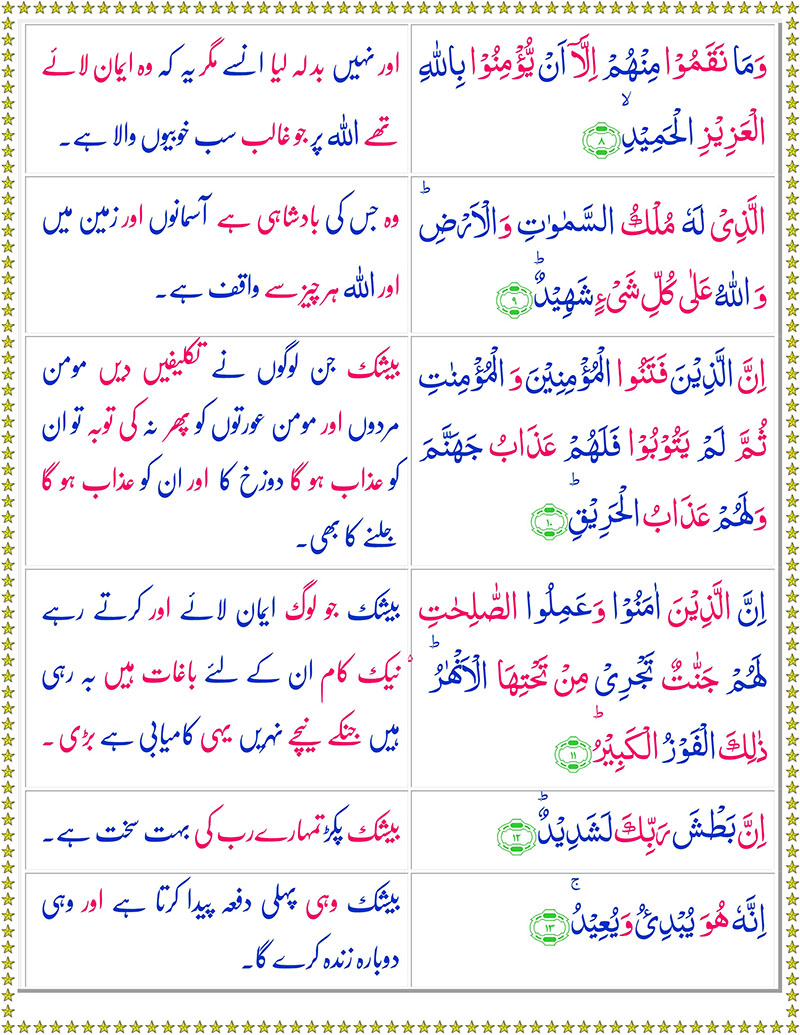 وَمَا نَقَمُوْا مِنْهُمْ اِلَّاۤ اَنْ يُّؤْمِنُوْا بِاللّٰهِ
الْعَزِيْزِ الْحَمِيْدِۙ ۸
اور نہیں بدلہ لیا انسے مگر یہ کہ وہ ایمان لائے
تھے اللہ پر جو غالب سب خوبیوں والا ہے۔
الَّذِىْ لَهٗ مُلْكُ السَّمٰوٰتِ وَالْاَرْضِؕ
وَاللّٰهُ عَلٰى كُلِّ شَىْءٍ شَهِيْدٌؕ ۹
وہ جس کی بادشاہی ہے آسمانوں اور زمین میں
اور اللہ ہر چیز سے واقف ہے۔
اِنَّ الَّذِيْنَ فَتَنُوا الْمُؤْمِنِيْنَ وَالْمُؤْمِنٰتِ
ثُمَّ لَمْ يَتُوْبُوْا فَلَهُمْ عَذَابُ جَهَنَّمَ
وَلَهُمْ عَذَابُ الْحَرِيْقِؕ ۱۰
بیشک جن لوگوں نے تکلیفیں دیں مومن
مردوں اور مومن عورتوں کو پھر نہ کی توبہ تو ان
کو عذاب ہو گا دوزخ کا اور ان کو عذاب ہو گا
جلنے کا بھی۔
اِنَّ الَّذِيْنَ اٰمَنُوْا وَعَمِلُوا الصّٰلِحٰتِ
لَهُمْ جَنّٰتٌ تَجْرِىْ مِنْ تَحْتِهَا الْاَنْهٰرُؕ
ذٰلِكَ الْفَوْزُ الْكَبِيْرُؕ ۱۱
بیشک جو لوگ ایمان لائے اور کرتے رہے
نیک کام ان کے لئے باغات ہیں بہ رہی
ہیں جنکے نیچے نہریں یہی کامیابی ہے بڑی۔
اِنَّ بَطْشَ رَبِّكَ لَشَدِيْدٌؕ ۱۲
بیشک پکڑ تمہارے رب کی بہت سخت ہے۔
اِنَّهٗ هُوَ يُبْدِئُ وَيُعِيْدُۚ ۱۳
بیشک وہی پہلی دفعہ پیدا کرتا ہے اور وہی
دوبارہ زندہ کرے گا۔